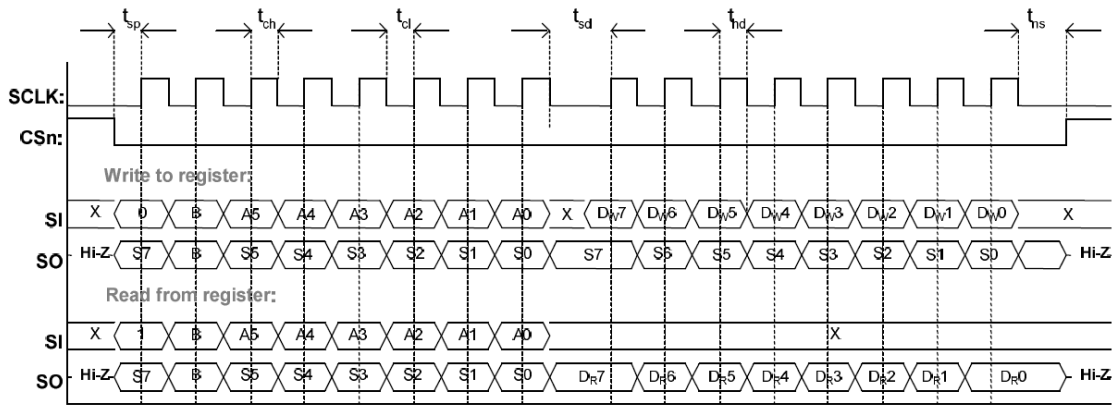 tsp tch tcl tsd thd tns
SCLK:
CSn:
Write to register:
SI X 0 B A5 A4 A3 A2 A1 A0 X DW7 DW6 DW5 DW4 DW3 DW2 DW1 DW0 X
SO Hi-Z S7 B S5 S4 S3 S2 S1 S0 S7 S6 S5 S4 S3 S2 S1 S0 Hi-Z
Read from register:
SI X 1 B A5 A4 A3 A2 A1 A0 X
SO Hi-Z S7 B S5 S4 S3 S2 S1 S0 DR7 DR6 DR5 DR4 DR3 DR2 DR1 DR0 Hi-Z